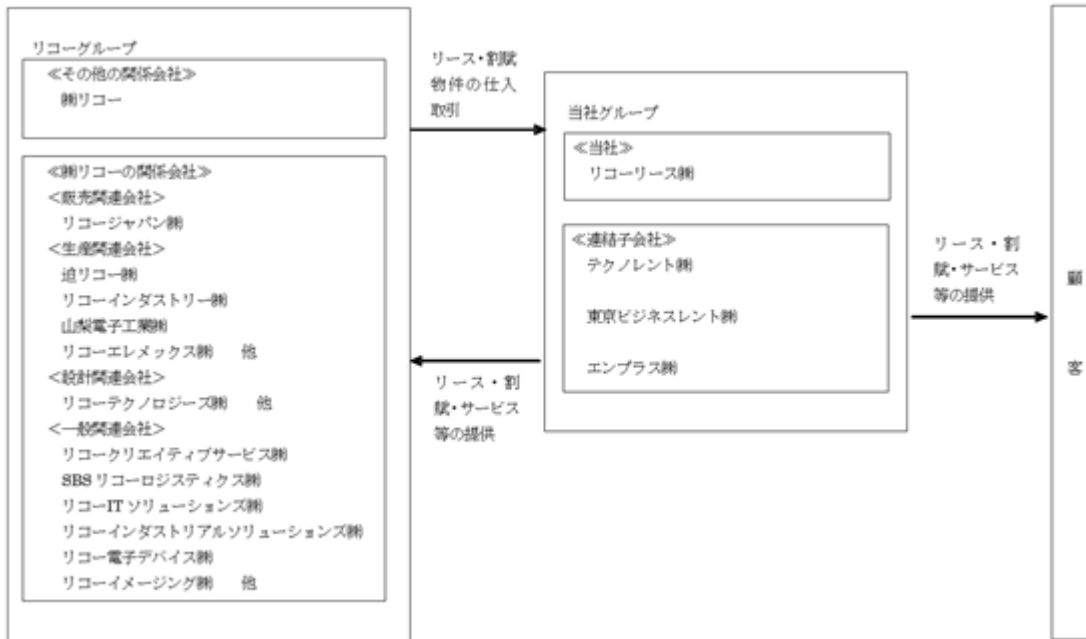 リコーグループ
≪その他の関係会社≫
㈱リコー
≪㈱リコーの関係会社≫
＜販売関連会社＞
リコージャパン㈱
＜生産関連会社＞
迫リコー㈱
リコーインダストリー㈱
山梨電子工業㈱
リコーエレメックス㈱　他
＜設計関連会社＞
リコーテクノロジーズ㈱　他
＜一般関連会社＞
リコークリエイティブサービス㈱
SBSリコーロジスティクス㈱
リコーITソリューションズ㈱
リコーインダストリアルソリューションズ㈱
リコー電子デバイス㈱
リコーイメージング㈱　他
リース・割賦
物件の仕入
取引
リース・割
賦・サービス
等の提供
当社グループ
≪当社≫
リコーリース㈱
≪連結子会社≫
テクノレント㈱
東京ビジネスレント㈱
エンプラス㈱
リース・割
賦・サービス
等の提供
顧
客